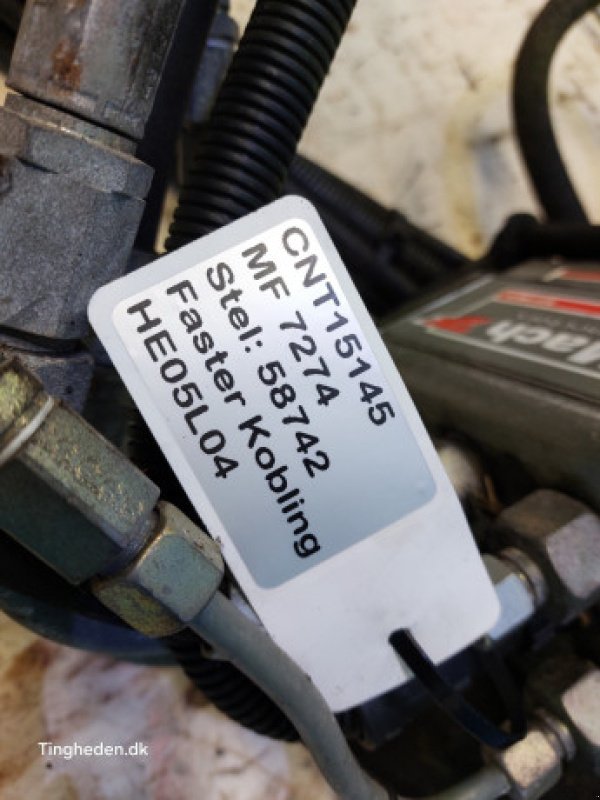 CNT15145
MF 7274
Stel: 58742
Faster Kobling
HE05L04
Tingheden.dk